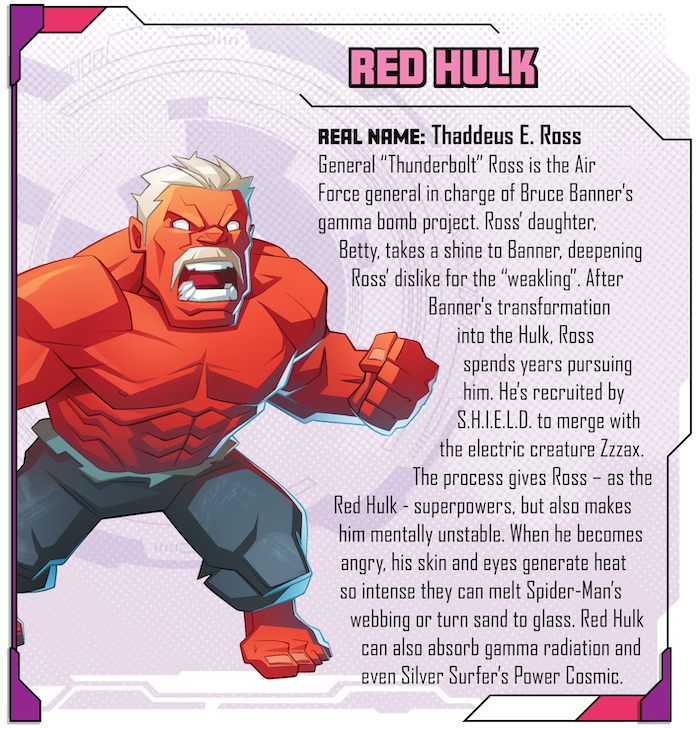 RED HULK
REAL NAME: Thaddeus E. Ross
General “Thunderbolt” Ross is the Air
Force general in charge of Bruce Banner’s
gamma bomb project. Ross’ daughter,
Betty, takes a shine to Banner, deepening
Ross’ dislike for the “weakling”. After
Banner’s transformation
into the Hulk, Ross
spends years pursuing
him. He’s recruited by
S.H.I.E.L.D. to merge with
the electric creature Zzzax.
The process gives Ross – as the
Red Hulk - superpowers, but also makes
him mentally unstable. When he becomes
angry, his skin and eyes generate heat
so intense they can melt Spider-Man’s
webbing or turn sand to glass. Red Hulk
can also absorb gamma radiation and
even Silver Surfer’s Power Cosmic.